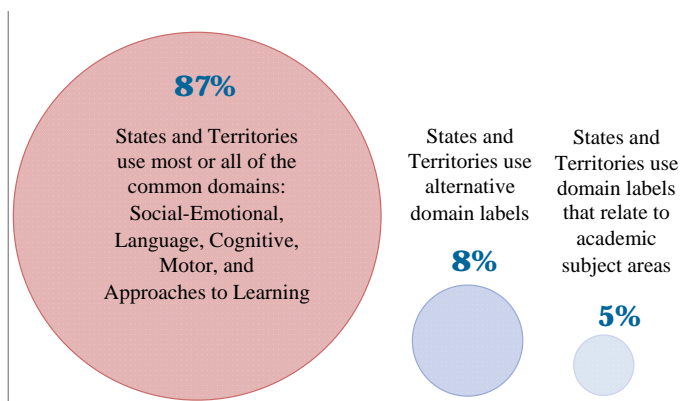 87%
States and Territories
use most or all of the
common domains:
Social-Emotional,
Language, Cognitive,
Motor, and
Approaches to Learning
States and
Territories use
alternative
domain labels
8%
States and
Territories use
domain labels
that relate to
academic
subject areas
5%